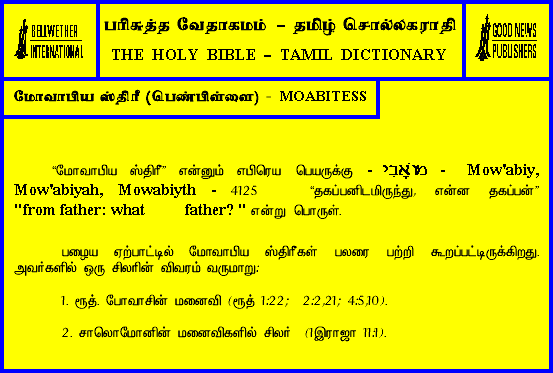 BELLWETHER
INTERNATIONAL
பரிசுத்த வேதாகமம் – தமிழ் சொல்லகராதி
THE HOLY BIBLE – TAMIL DICTIONARY
GOOD NEWS
PUBLISHERS
மோவாபிய ஸ்திரீ (பெண்பிள்ளை) - MOABITESS
“மோவாபிய ஸ்திரீ” என்னும் எபிரெய பெயருக்கு - מוֹאָבִי - Mow'abiy,
Mow'abiyah, Mowabiyth - 4125 “தகப்பனிடமிருந்து, என்ன தகப்பன்”
"from father: what father? " என்று பொருள்.
பழைய ஏற்பாட்டில் மோவாபிய ஸ்திரீகள் பலரை பற்றி கூறப்பட்டிருக்கிறது.
அவர்களில் ஒரு சிலரின் விவரம் வருமாறு:
1. ரூத். போவாசின் மனைவி (ரூத் 1:22; 2:2,21; 4:5,10).
2. சாலொமோனின் மனைவிகளில் சிலர் (1இராஜா 11:1).